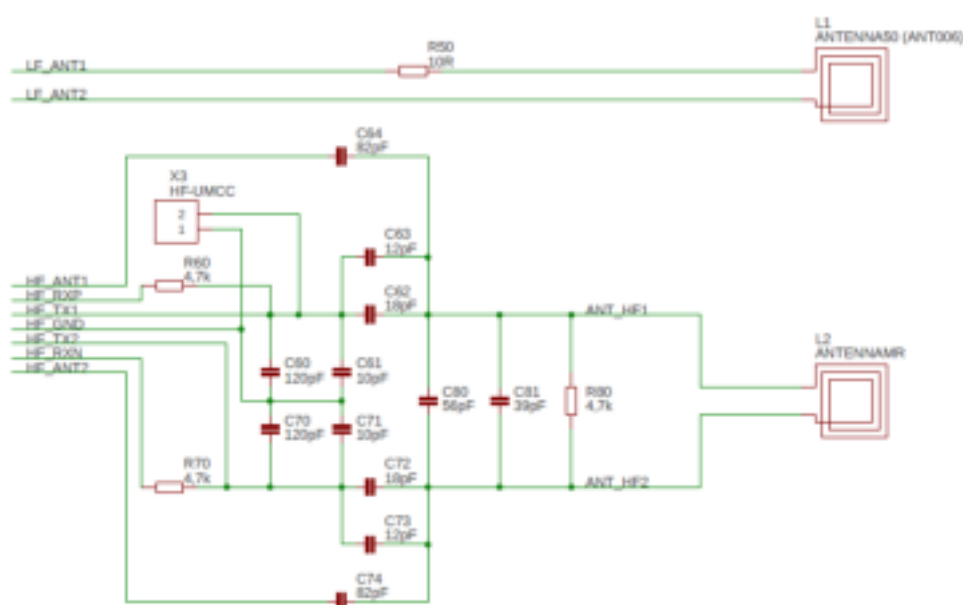 L1
ANTENNA50 (ANT006)
R50
10R
LF_ANT1
LF_ANT2
C64
82pF
X3
HF-UMCC
2
1
C63
12pF
R60
4,7k
HF_ANT1
HF_RXP
HF_TX1
HF_GND
HF_TX2
HF_RXN
HF_ANT2
C62
18pF
ANT_HF1
L2
ANTENNAMR
C60
120pF
C61
10pF
C80
56pF
C81
39pF
R80
4,7k
C70
120pF
C71
10pF
R70
4,7k
C72
18pF
ANT_HF2
C73
12pF
C74
82pF